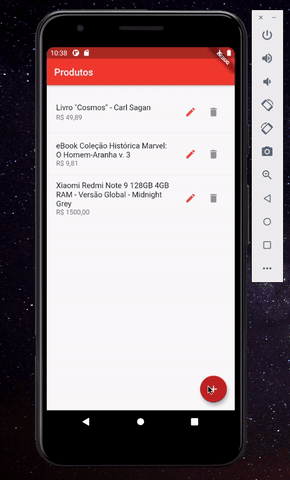 10:38
DEBUG
Produtos
Livro "Cosmos" - Carl Sagan
R$ 49,89
eBook Coleção Histórica Marvel:
O Homem-Aranha v. 3
R$ 9,81
Xiaomi Redmi Note 9 128GB 4GB
RAM - Versão Global - Midnight
Grey
R$ 1500,00